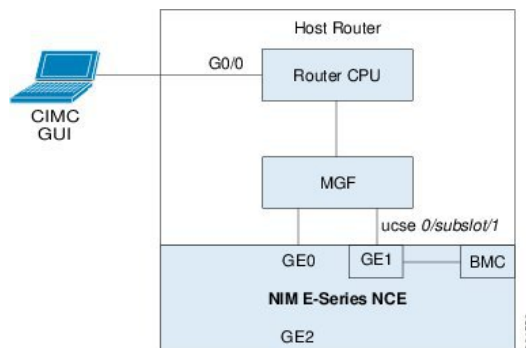 Host Router
G0/0
Router CPU
CIMC
GUI
MGF
ucse 0/subslot/1
GE0
GE1
BMC
NIM E-Series NCE
GE2